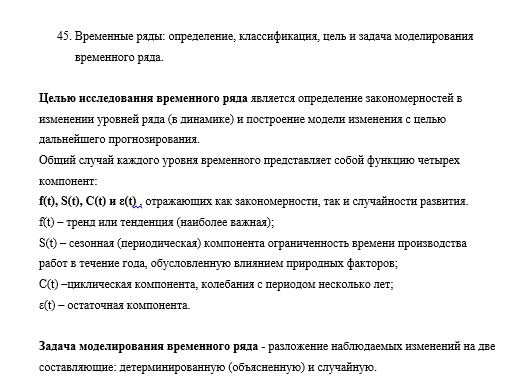 45. Временные ряды: определение, классификация, цель и задача моделирования
временного ряда.
Целью исследования временного ряда является определение закономерностей в
изменении уровней ряда (в динамике) и построение модели изменения с целью
дальнейшего прогнозирования.
Общий случай каждого уровня временного представляет собой функцию четырех
компонент:
f(t), S(t), C(t) и ε(t) , отражающих как закономерности, так и случайности развития.
f(t) – тренд или тенденция (наиболее важная);
S(t) – сезонная (периодическая) компонента ограниченность времени производства
работ в течение года, обусловленную влиянием природных факторов;
C(t) –циклическая компонента, колебания с периодом несколько лет;
ε(t) – остаточная компонента.
Задача моделирования временного ряда - разложение наблюдаемых изменений на две
составляющие: детерминированную (объясненную) и случайную.